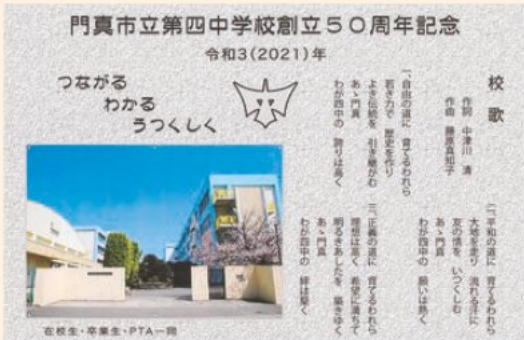 門真市立第四中学校創立５０周年記念
令和3(2021)年
つながる
わかる
うつくしく
校歌
作詞 中津川 清
作曲 藤原真知子
一、自由の道に 育てるわれら
若き力で 歴史を作り
よき伝統を 引き継がむ
あゝ門真
わが四中の 誇りは高く
二、平和の道に 育てるわれら
大地を走り 流れる汗に
友の情を いつくしむ
あゝ門真
わが四中の 願いは熱く
三、正義の道に 育てるわれら
理想は高く 希望に満ちて
明るきあしたを 築きゆく
あゝ門真
わが四中の 絆は堅く
在校生・卒業生・PTA一同